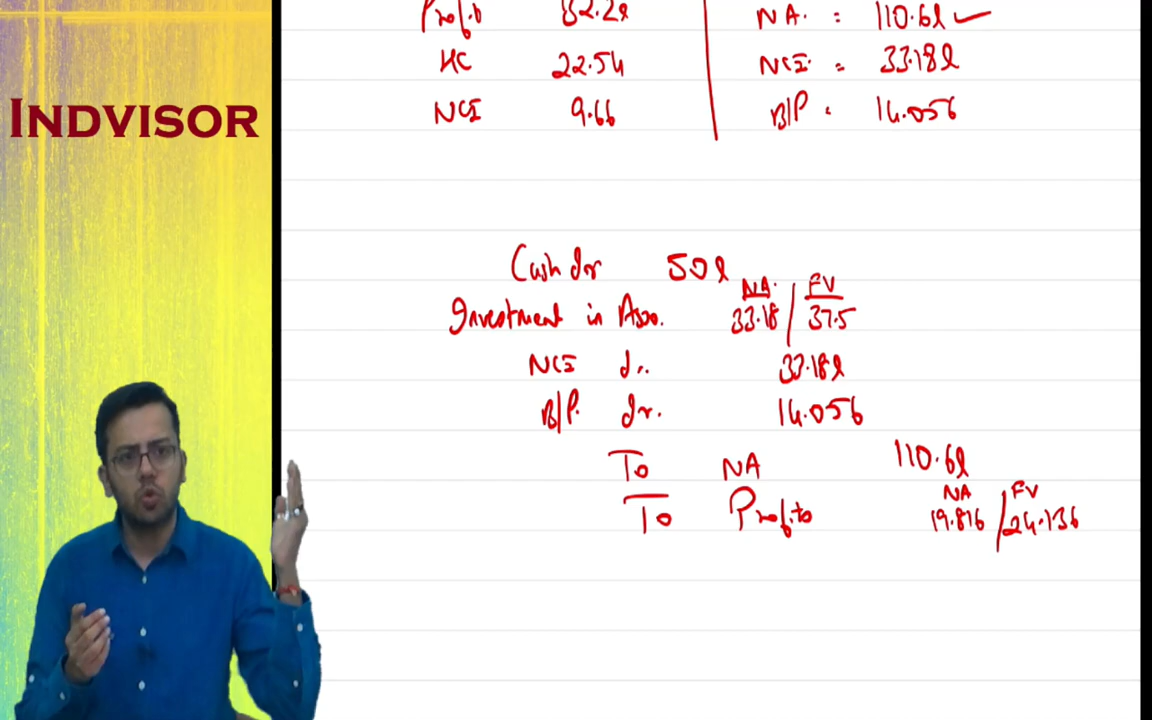 INDVISOR
Profit 32.2l
HC 22.54
NCI 9.66
NA. : 110.6l
NCI = 33.18l
B/P = 14.056
Cash dr 50l
NA. FV
Investment in Asso. 33.18 / 37.5
NCI dr. 33.18l
B/P. dr. 14.056
To NA 110.6l
NA FV
To Profit 19.816 / 24.136